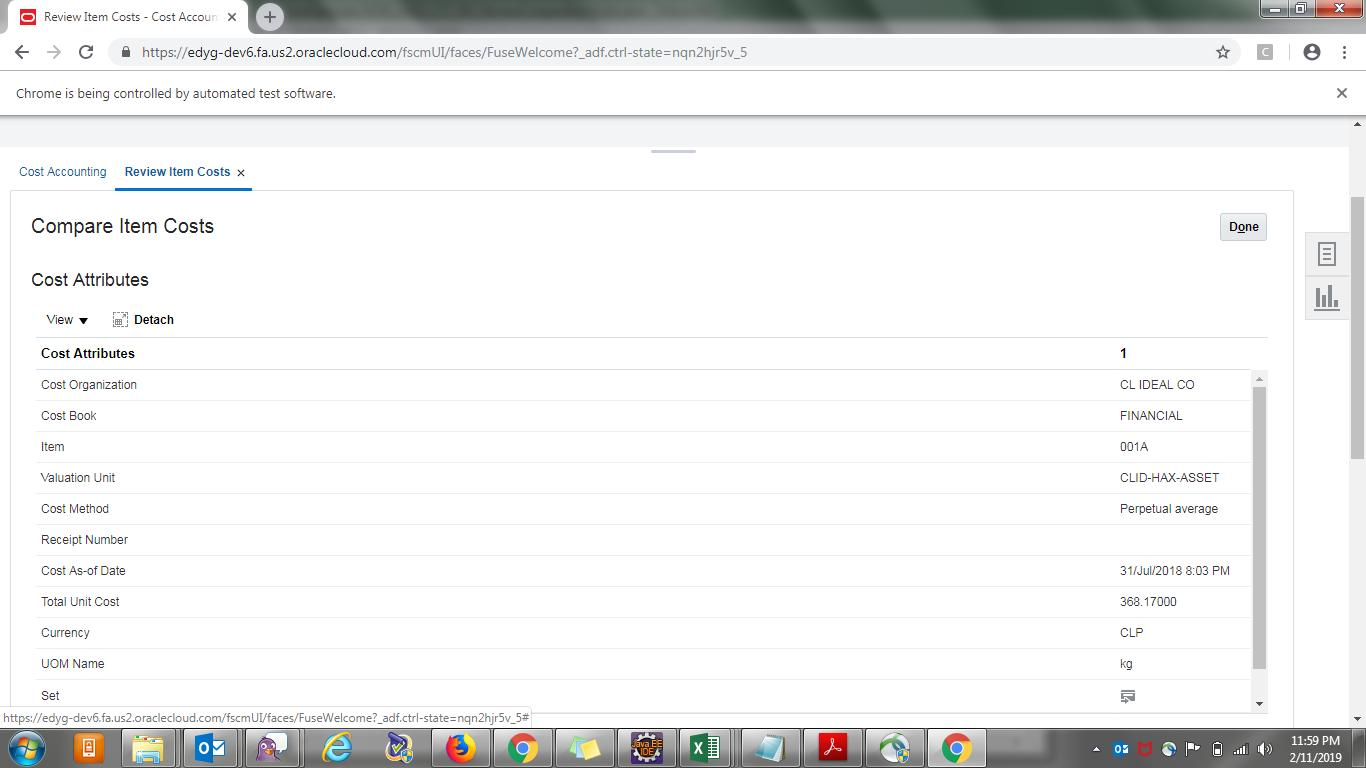 Review Item Costs - Cost Accoun
https://edyg-dev6.fa.us2.oraclecloud.com/fscmUI/faces/FuseWelcome?_adf.ctrl-state=nqn2hjr5v_5
C
Chrome is being controlled by automated test software.
Cost Accounting
Review Item Costs
Compare Item Costs
Done
Cost Attributes
View
Detach
Cost Attributes 1
Cost Organization CL IDEAL CO
Cost Book FINANCIAL
Item 001A
Valuation Unit CLID-HAX-ASSET
Cost Method Perpetual average
Receipt Number
Cost As-of Date 31/Jul/2018 8:03 PM
Total Unit Cost 368.17000
Currency CLP
UOM Name kg
Set
https://edyg-dev6.fa.us2.oraclecloud.com/fscmUI/faces/FuseWelcome?_adf.ctrl-state=nqn2hjr5v_5#
Java EE
IDE
11:59 PM
2/11/2019